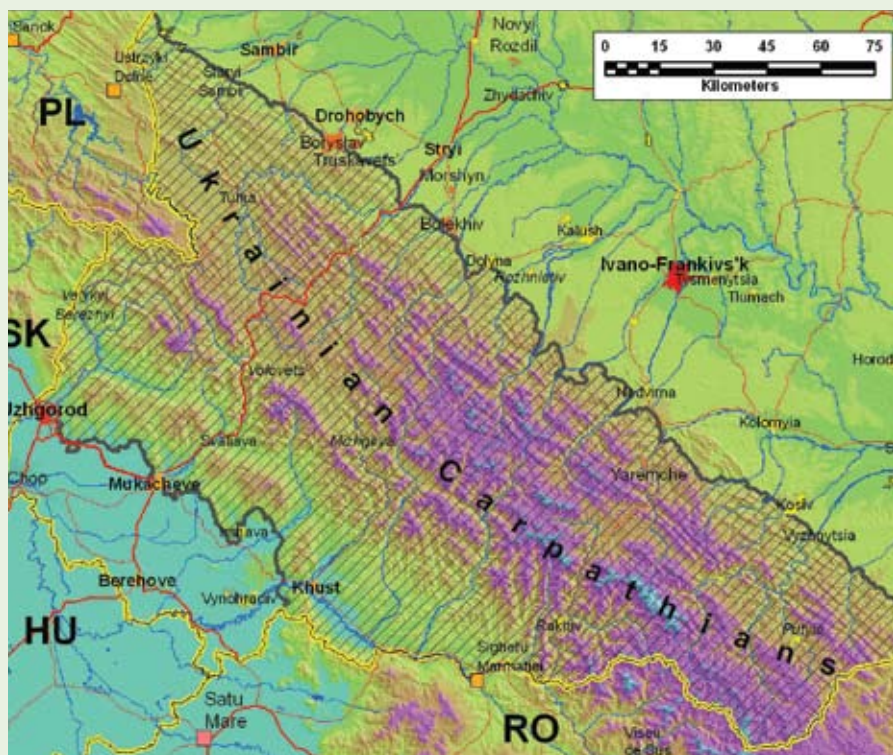 Sanok
Novyi
Rozdil
0 15 30 45 60 75
Kilometers
Sambir
Ustrzyki
Dolne
Staryi
Sambir
Zhydachiv
PL
Drohobych
Boryslav
Truskavets'
Stryi
Morshyn
Ukrainian
Turka
Bolekhiv
Kalush
Dolyna
Rozhniativ
Ivano-Frankivs'k
Tysmenytsia
Tlumach
Velykyi
Bereznyi
SK
Horod
Volovets
Nadvirna
Uzhgorod
Kolomyia
Svaliava
Mizhgirya
Chop
Mukacheve
Carpathians
Yaremche
Kosiv
Vyzhnytsia
Irshava
Berehove
Khust
Vynohradiv
HU
Rakhiv
Putyla
Sighetu
Marmatiei
Satu
Mare
RO
Viseu
de Sus